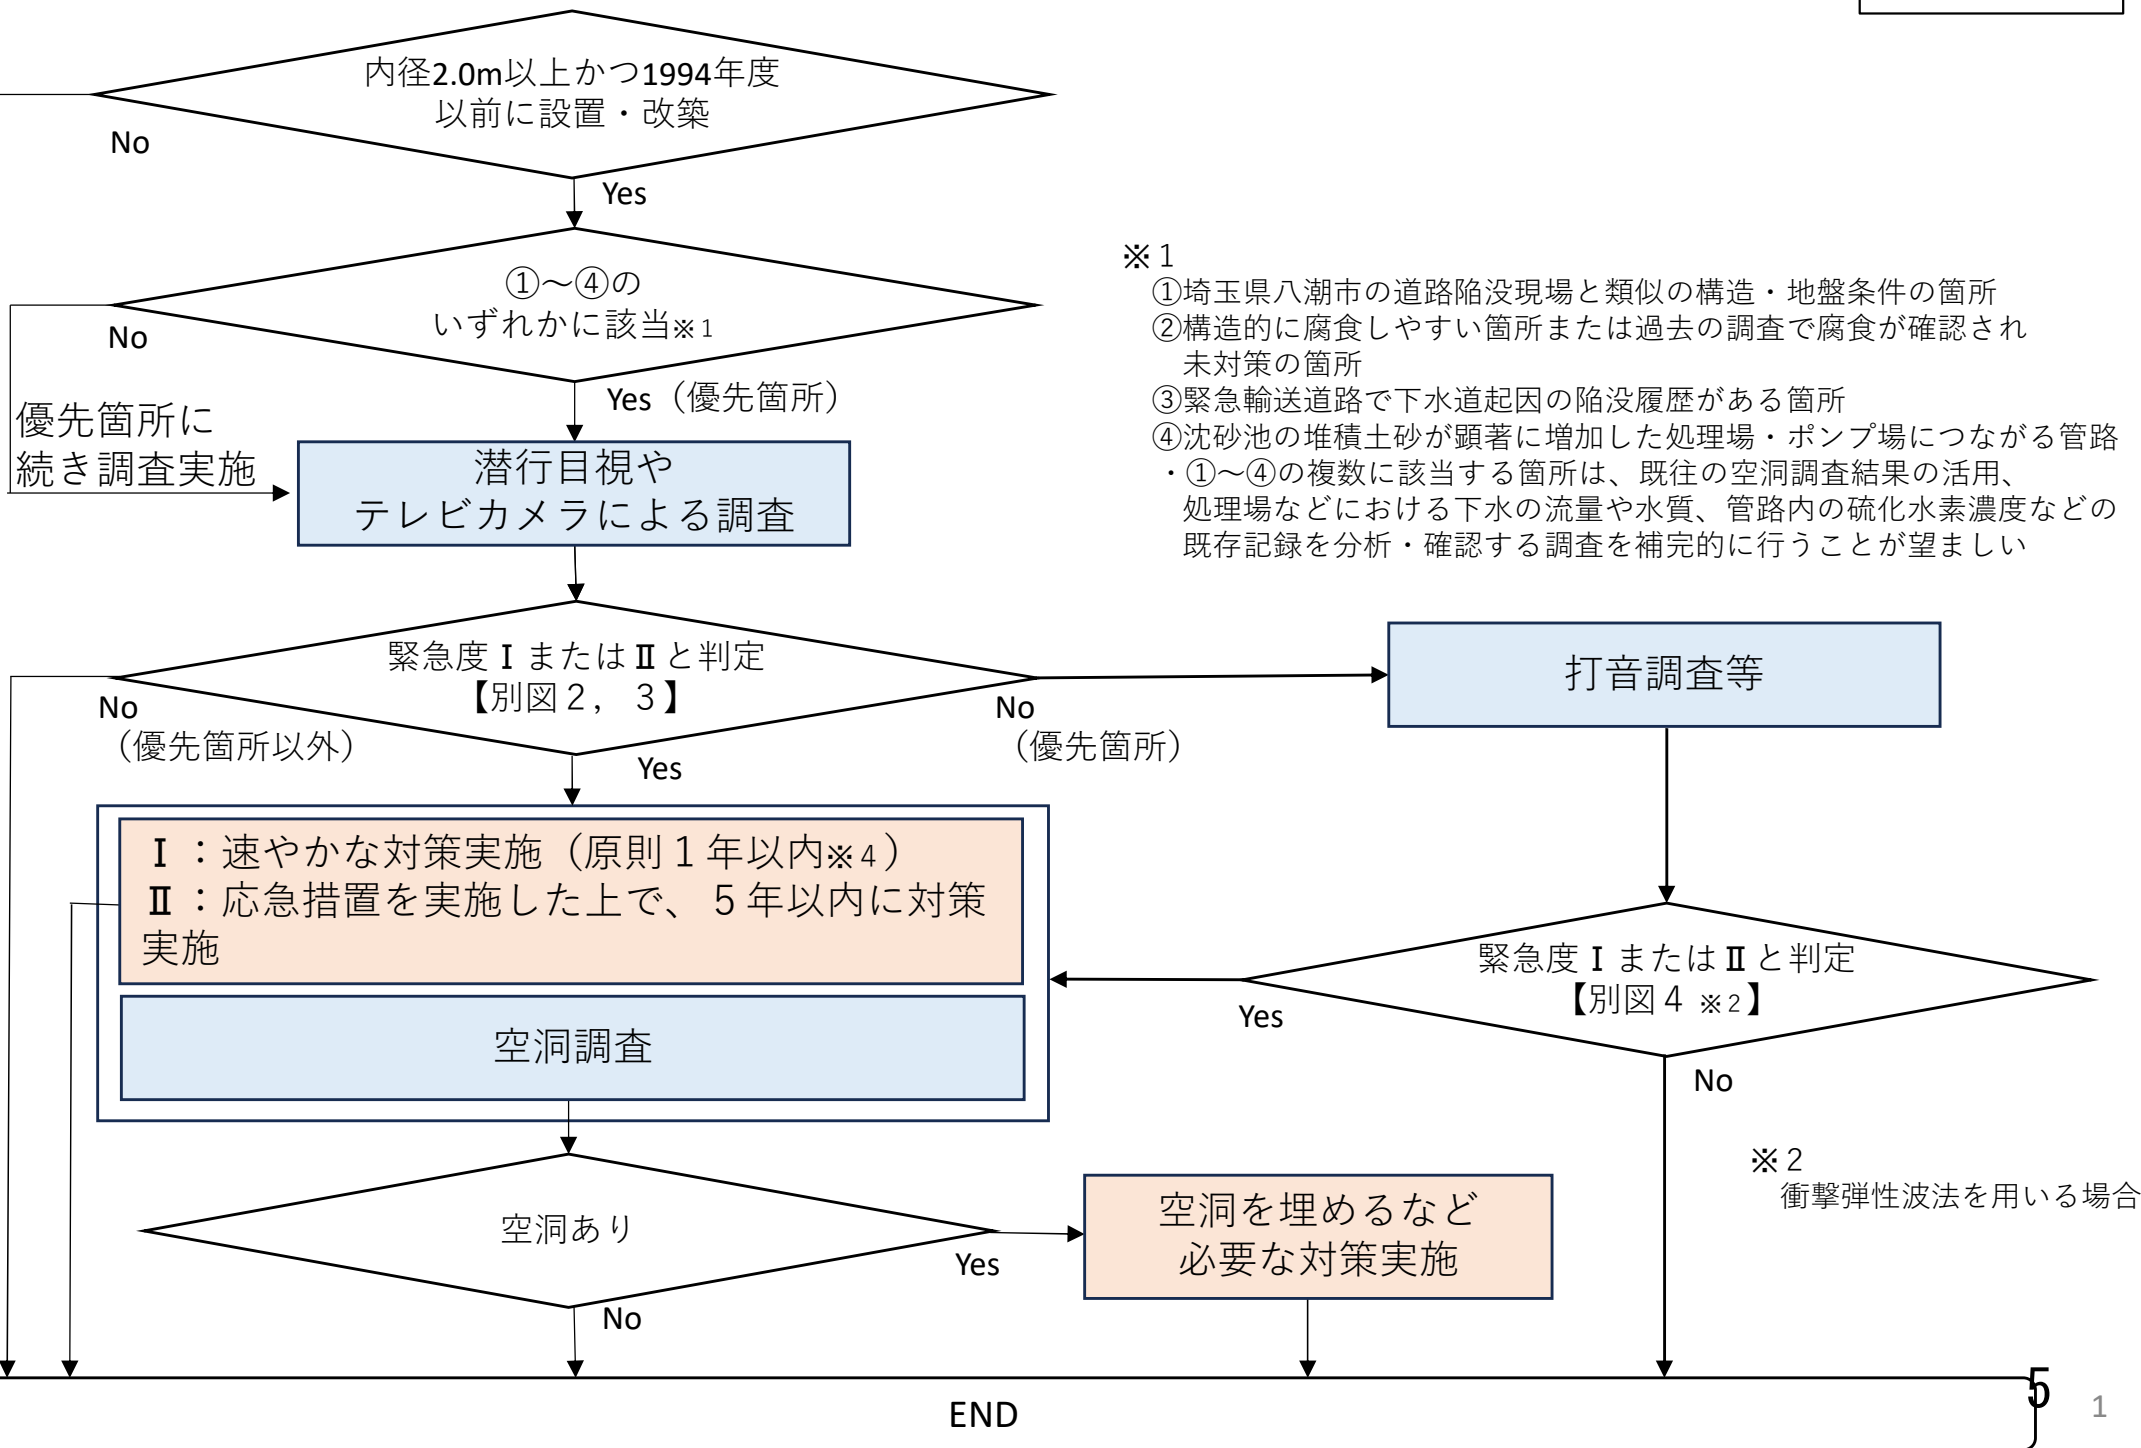 内径2.0m以上かつ1994年度
以前に設置・改築
No
Yes
①～④の
いずれかに該当※1
No
Yes（優先箇所）
優先箇所に
続き調査実施
潜行目視や
テレビカメラによる調査
※１
①埼玉県八潮市の道路陥没現場と類似の構造・地盤条件の箇所
②構造的に腐食しやすい箇所または過去の調査で腐食が確認され
未対策の箇所
③緊急輸送道路で下水道起因の陥没履歴がある箇所
④沈砂池の堆積土砂が顕著に増加した処理場・ポンプ場につながる管路
・①～④の複数に該当する箇所は、既往の空洞調査結果の活用、
処理場などにおける下水の流量や水質、管路内の硫化水素濃度などの
既存記録を分析・確認する調査を補完的に行うことが望ましい
緊急度Ⅰ またはⅡと判定
【別図２，３】
No
（優先箇所以外）
Yes
No
（優先箇所）
打音調査等
Ⅰ：速やかな対策実施（原則１年以内※4）
Ⅱ：応急措置を実施した上で、５年以内に対策
実施
空洞調査
緊急度Ⅰ またはⅡと判定
【別図４ ※2】
Yes
No
※２
衝撃弾性波法を用いる場合
空洞あり
Yes
No
空洞を埋めるなど
必要な対策実施
END
5
1